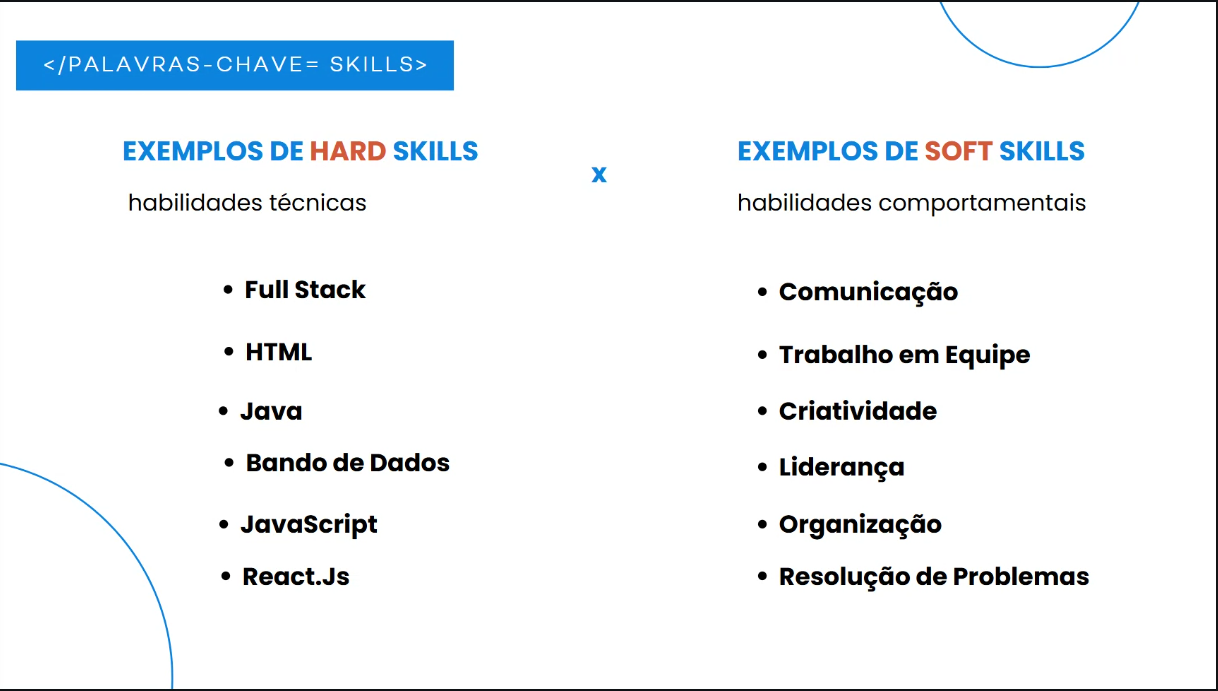 </PALAVRAS-CHAVE= SKILLS>
EXEMPLOS DE HARD SKILLS
habilidades técnicas
• Full Stack
• HTML
• Java
• Bando de Dados
• JavaScript
• React.Js
x
EXEMPLOS DE SOFT SKILLS
habilidades comportamentais
• Comunicação
• Trabalho em Equipe
• Criatividade
• Liderança
• Organização
• Resolução de Problemas